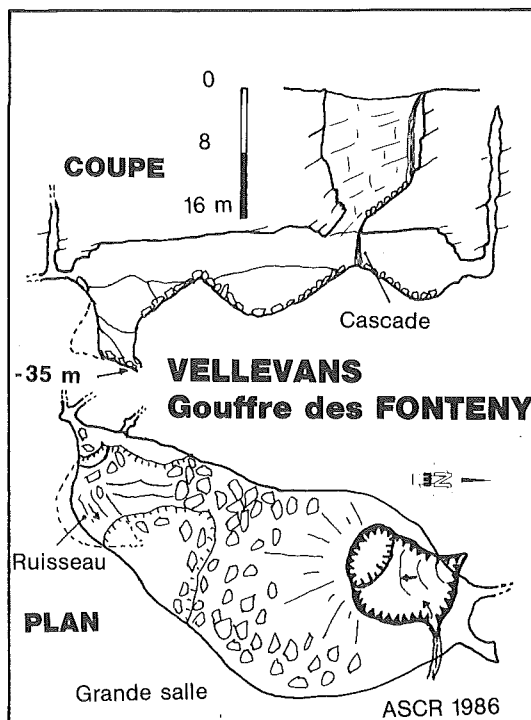 0
8
16 m
COUPE
Cascade
-35 m
VELLEVANS
Gouffre des FONTENY
Ruisseau
PLAN
Grande salle
ASCR 1986